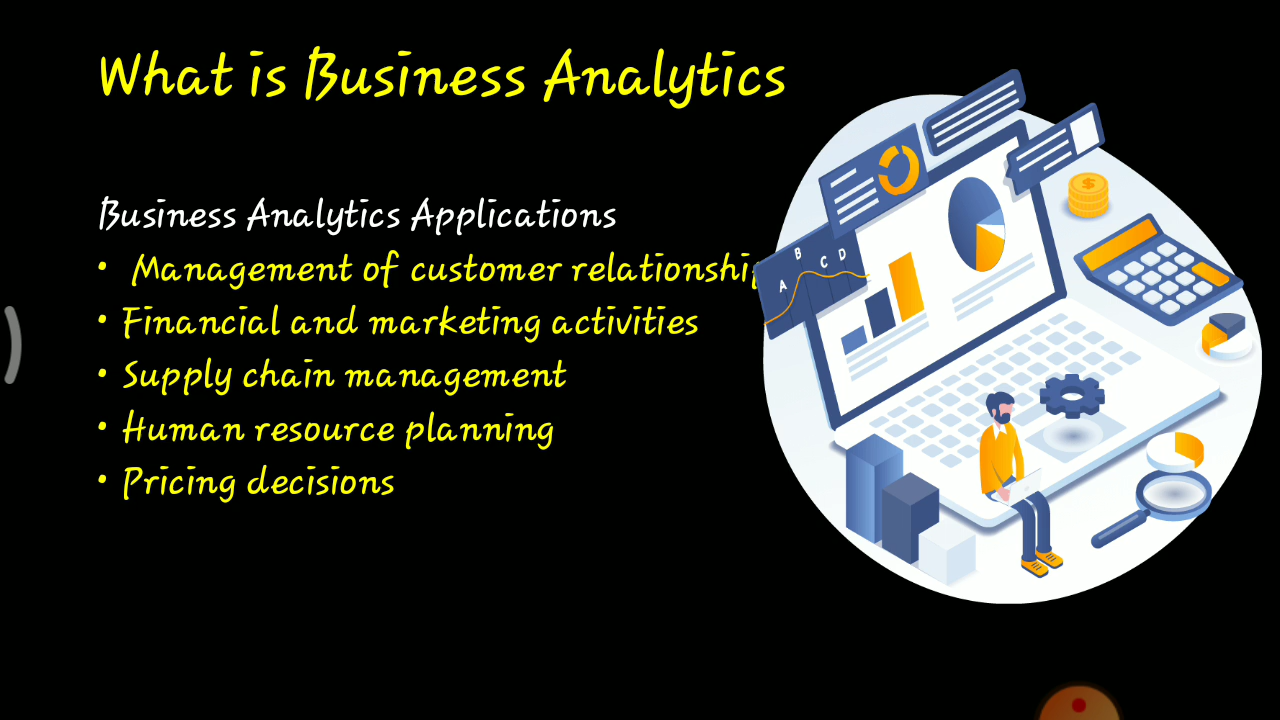 What is Business Analytics
Business Analytics Applications
• Management of customer
• Financial and marketing activities
• Supply chain management
• Human resource planning
• Pricing decisions
A
B
C
D
$